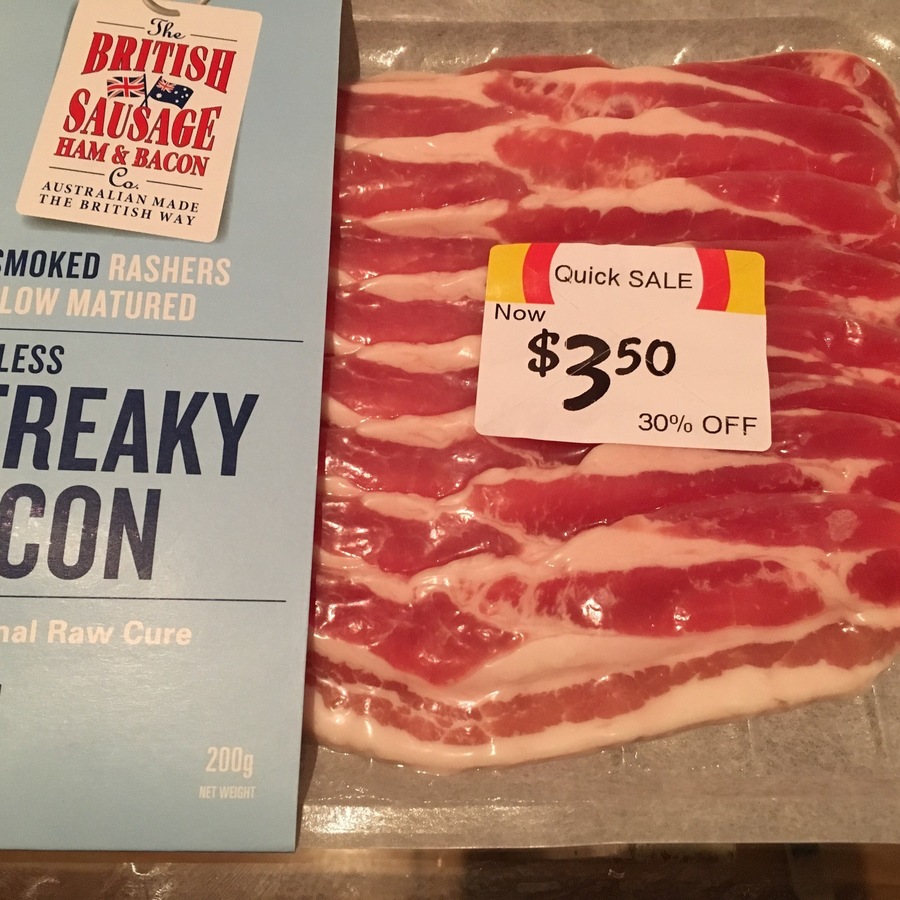 The
BRITISH
SAUSAGE
HAM & BACON
Co.
AUSTRALIAN MADE
THE BRITISH WAY
SMOKED RASHERS
LOW MATURED
LESS
TREAKY
CON
nal Raw Cure
200g
NET WEIGHT
Quick SALE
Now
$3.50
30% OFF